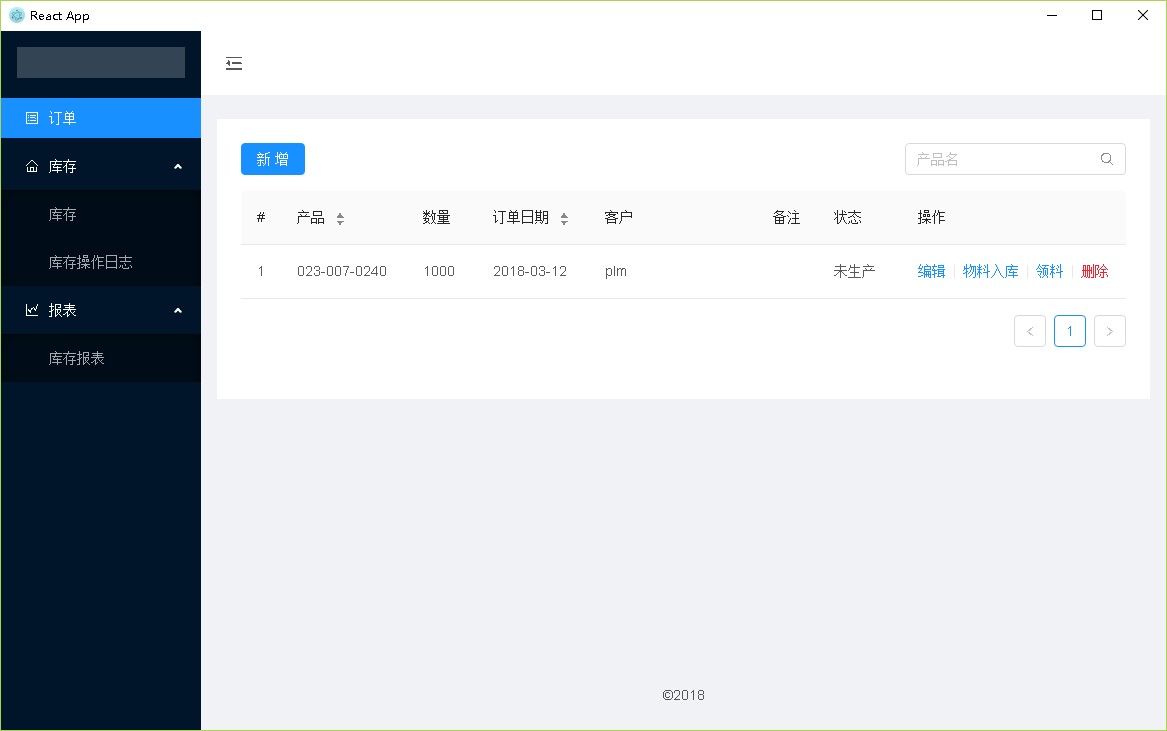 React App
订单
库存
库存
库存操作日志
报表
库存报表
新 增
产品名
# 产品 数量 订单日期 客户 备注 状态 操作
1 023-007-0240 1000 2018-03-12 plm 未生产 编辑 物料入库 领料 删除
1
©2018